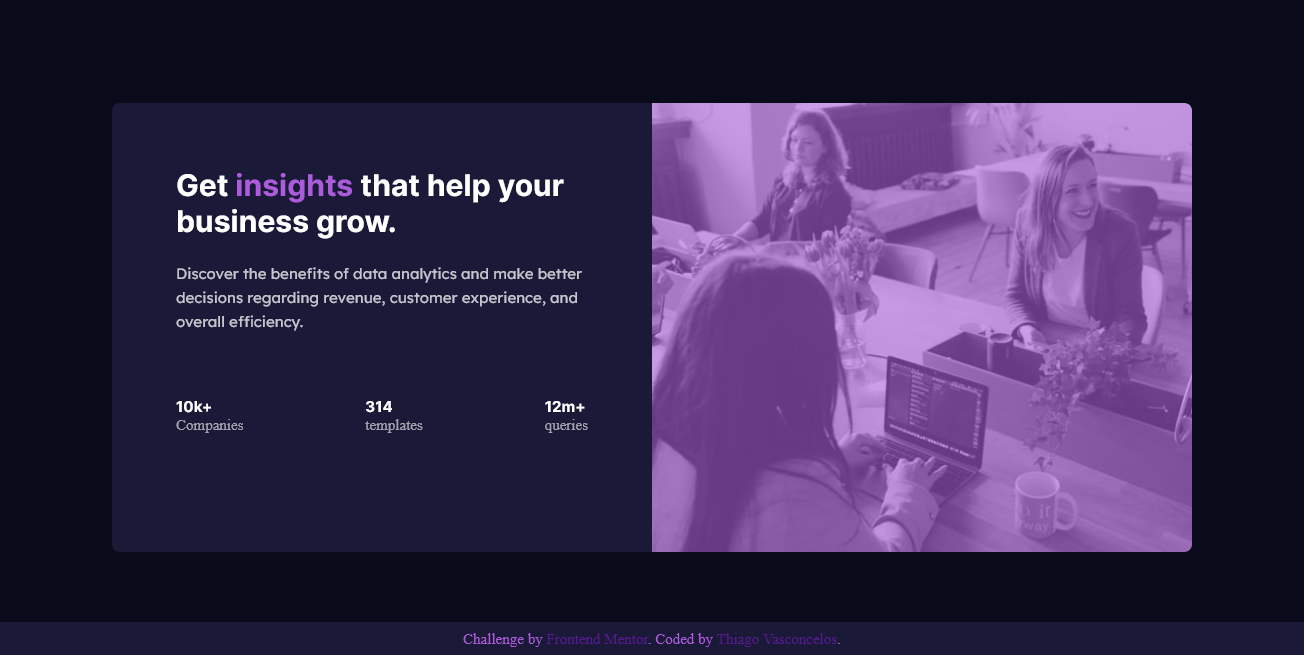 Get insights that help your
business grow.
Discover the benefits of data analytics and make better
decisions regarding revenue, customer experience, and
overall efficiency.
10k+ 314 12m+
Companies templates queries
Challenge by Frontend Mentor. Coded by Thiago Vasconcelos.